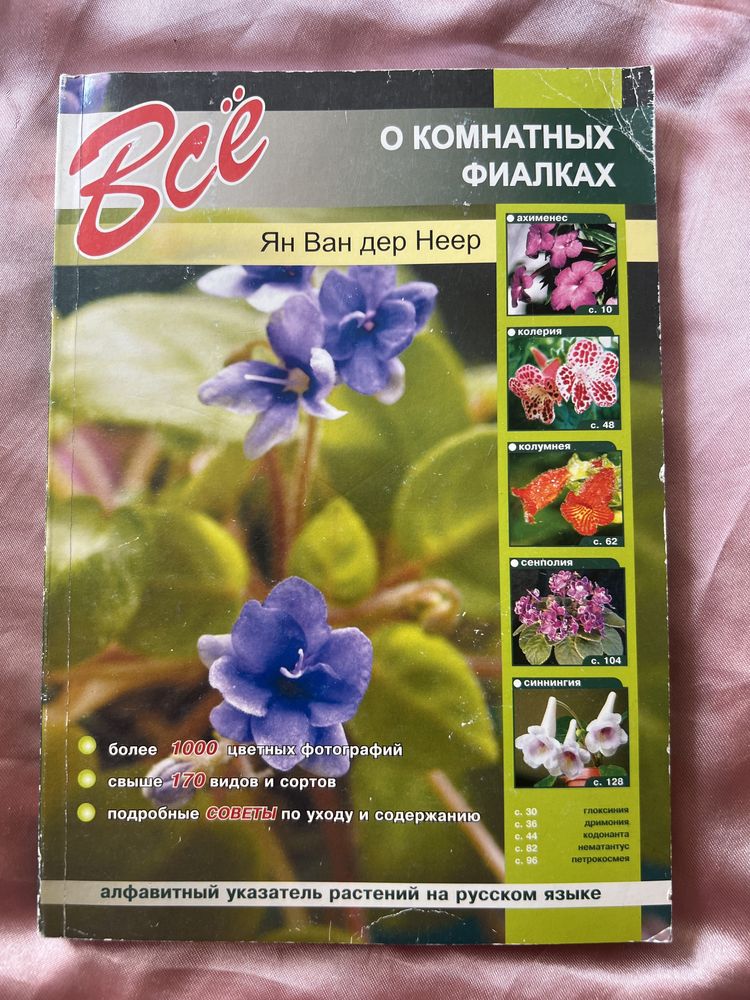 Всё
О КОМНАТНЫХ
ФИАЛКАХ
Ян Ван дер Неер
ахименес
с. 10
колерия
с. 48
колумнея
с. 62
сенполия
с. 104
синнингия
с. 128
более 1000 цветных фотографий
свыше 170 видов и сортов
подробные СОВЕТЫ по уходу и содержанию
с. 30 глоксиния
с. 36 дримония
с. 44 кодонанта
с. 82 нематантус
с. 96 петрокосмея
алфавитный указатель растений на русском языке